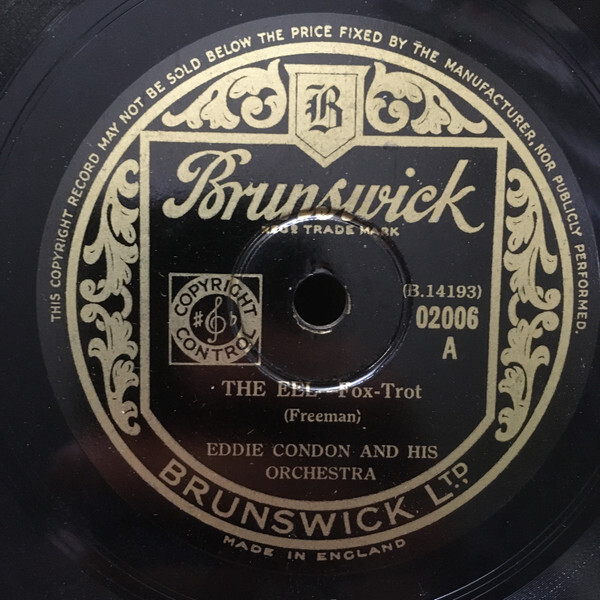 THIS COPYRIGHT RECORD MAY NOT BE SOLD BELOW THE PRICE FIXED BY THE MANUFACTURER, NOR PUBLICLY PERFORMED.
B
Brunswick
REGD TRADE MARK
COPYRIGHT
CONTROL
(B.14193)
02006
A
THE EEL-Fox-Trot
(Freeman)
EDDIE CONDON AND HIS
ORCHESTRA
BRUNSWICK LTD.
MADE IN ENGLAND